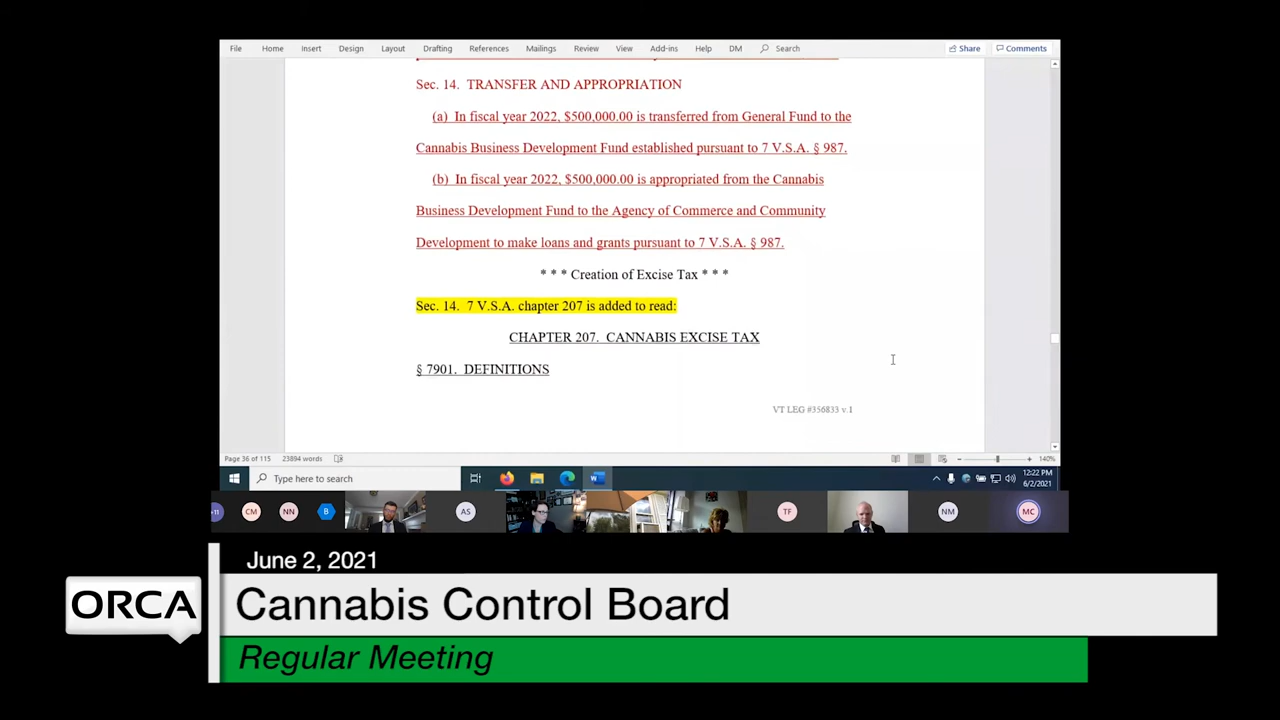 File Home Insert Design Layout Drafting References Mailings Review View Add-ins Help DM Search Share Comments
Sec. 14. TRANSFER AND APPROPRIATION
(a) In fiscal year 2022, $500,000.00 is transferred from General Fund to the
Cannabis Business Development Fund established pursuant to 7 V.S.A. § 987.
(b) In fiscal year 2022, $500,000.00 is appropriated from the Cannabis
Business Development Fund to the Agency of Commerce and Community
Development to make loans and grants pursuant to 7 V.S.A. § 987.
* * * Creation of Excise Tax * * *
Sec. 14. 7 V.S.A. chapter 207 is added to read:
CHAPTER 207. CANNABIS EXCISE TAX
§ 7901. DEFINITIONS
VT LEG #356833 v.1
Page 36 of 115 23894 words 140%
Type here to search 12:22 PM
6/2/2021
+11 CM NN B AS TF NM MC
June 2, 2021
ORCA Cannabis Control Board
Regular Meeting